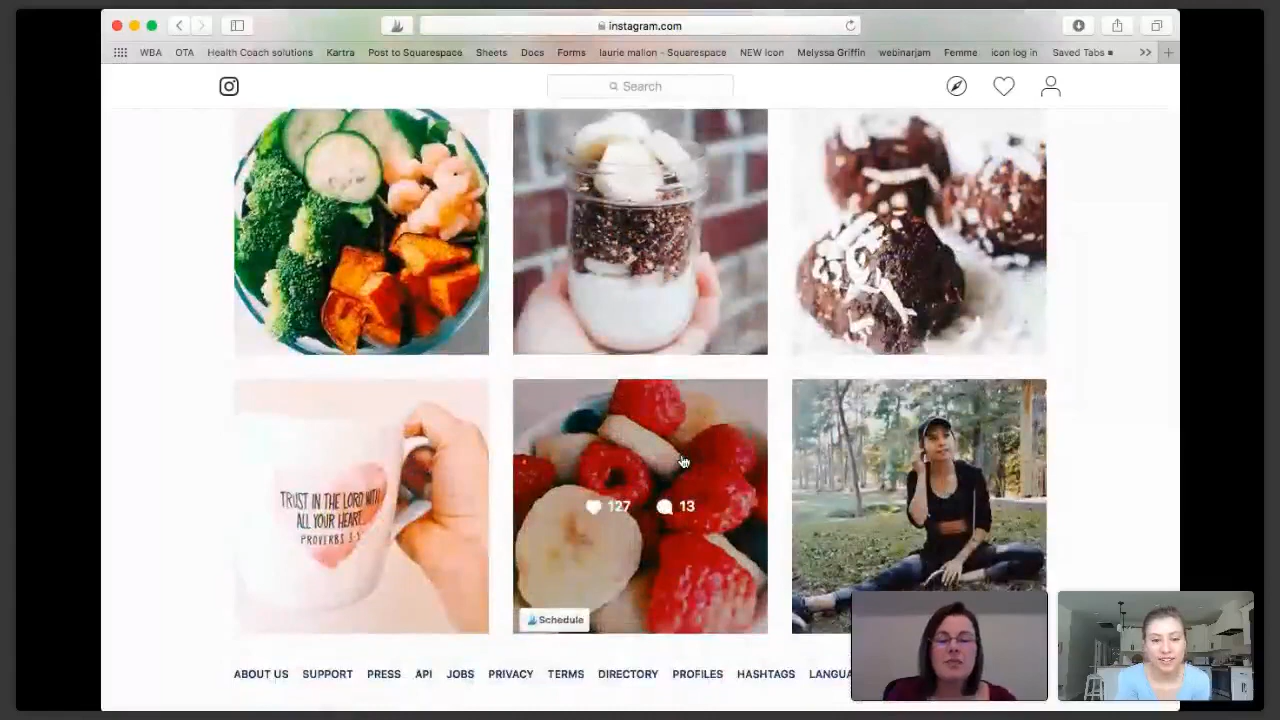 instagram.com
WBA OTA Health Coach solutions Kartra Post to Squarespace Sheets Docs Forms laurie mallon - Squarespace NEW Icon webinarjam Melyssa Griffin Femme icon log in Saved Tabs
Search
TRUST IN THE LORD WITH
ALL YOUR HEART
PROVERBS 3:5
127 13
Schedule
ABOUT US SUPPORT PRESS API JOBS PRIVACY TERMS DIRECTORY PROFILES HASHTAGS LANGUA